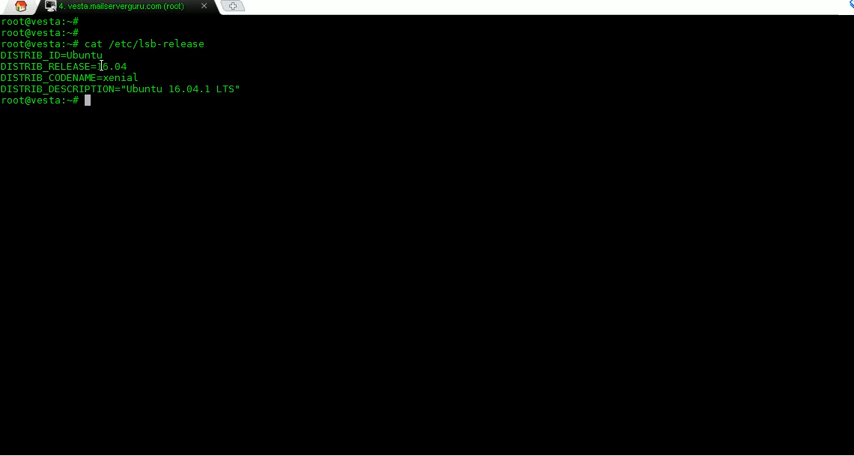 4. vesta.mailserverguru.com (root)
root@vesta:~#
root@vesta:~#
root@vesta:~# cat /etc/lsb-release
DISTRIB_ID=Ubuntu
DISTRIB_RELEASE=16.04
DISTRIB_CODENAME=xenial
DISTRIB_DESCRIPTION="Ubuntu 16.04.1 LTS"
root@vesta:~#